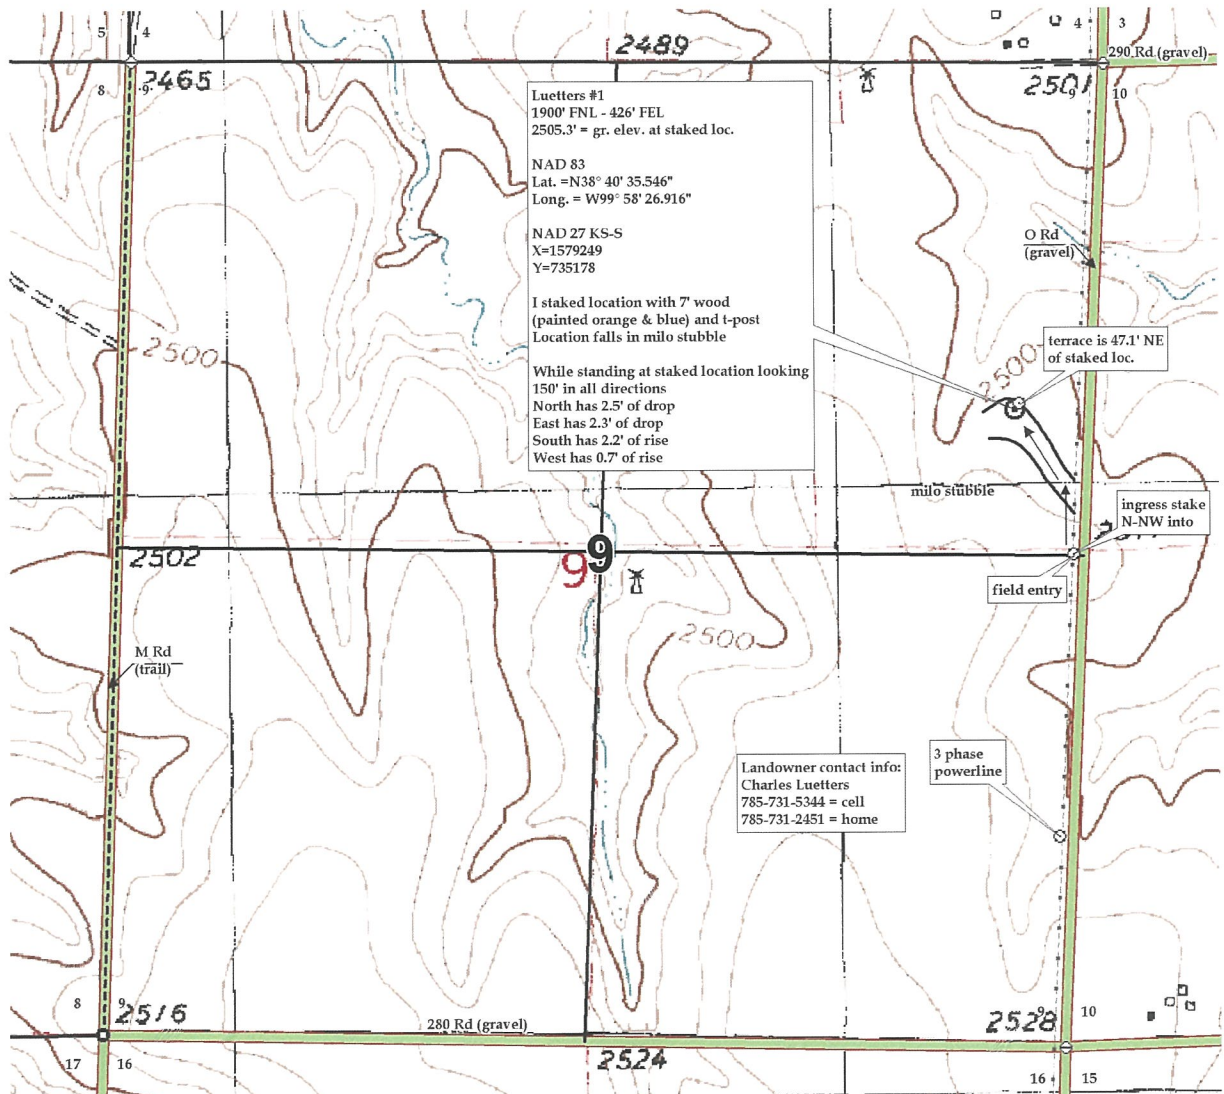 5 4
4 3
2489
290 Rd (gravel)
2465
8 9
2501
9 10
Luetters #1
1900' FNL - 426' FEL
2505.3' = gr. elev. at staked loc.
NAD 83
Lat. =N38° 40' 35.546"
Long. = W99° 58' 26.916"
NAD 27 KS-S
X=1579249
Y=735178
I staked location with 7' wood
(painted orange & blue) and t-post
Location falls in milo stubble
While standing at staked location looking
150' in all directions
North has 2.5' of drop
East has 2.3' of drop
South has 2.2' of rise
West has 0.7' of rise
O Rd
(gravel)
2500
terrace is 47.1' NE
of staked loc.
2500
milo stubble
ingress stake
N-NW into
2502
9 9
field entry
2500
M Rd
(trail)
3 phase
powerline
Landowner contact info:
Charles Luetters
785-731-5344 = cell
785-731-2451 = home
8 9
2516
280 Rd (gravel)
2528
9 10
2524
17 16
16 15